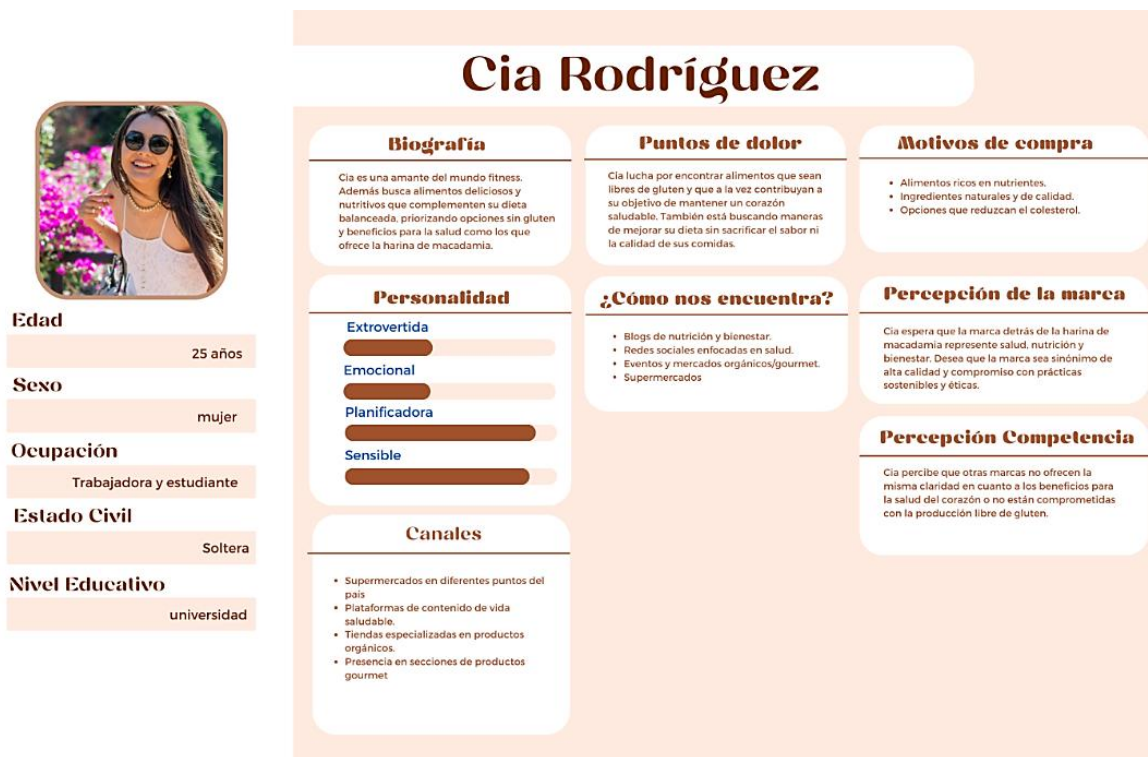 Cia Rodríguez
Edad
25 años
Sexo
mujer
Ocupación
Trabajadora y estudiante
Estado Civil
Soltera
Nivel Educativo
universidad
Biografía
Cia es una amante del mundo fitness.
Además busca alimentos deliciosos y
nutritivos que complementen su dieta
balanceada, priorizando opciones sin gluten
y beneficios para la salud como los que
ofrece la harina de macadamia.
Puntos de dolor
Cia lucha por encontrar alimentos que sean
libres de gluten y que a la vez contribuyan a
su objetivo de mantener un corazón
saludable. También está buscando maneras
de mejorar su dieta sin sacrificar el sabor ni
la calidad de sus comidas.
Motivos de compra
• Alimentos ricos en nutrientes.
• Ingredientes naturales y de calidad.
• Opciones que reduzcan el colesterol.
Personalidad
Extrovertida
Emocional
Planificadora
Sensible
¿Cómo nos encuentra?
• Blogs de nutrición y bienestar.
• Redes sociales enfocadas en salud.
• Eventos y mercados orgánicos/gourmet.
• Supermercados
Percepción de la marca
Cia espera que la marca detrás de la harina de
macadamia represente salud, nutrición y
bienestar. Desea que la marca sea sinónimo de
alta calidad y compromiso con prácticas
sostenibles y éticas.
Percepción Competencia
Cia percibe que otras marcas no ofrecen la
misma claridad en cuanto a los beneficios para
la salud del corazón o no están comprometidas
con la producción libre de gluten.
Canales
• Supermercados en diferentes puntos del
país
• Plataformas de contenido de vida
saludable.
• Tiendas especializadas en productos
orgánicos.
• Presencia en secciones de productos
gourmet